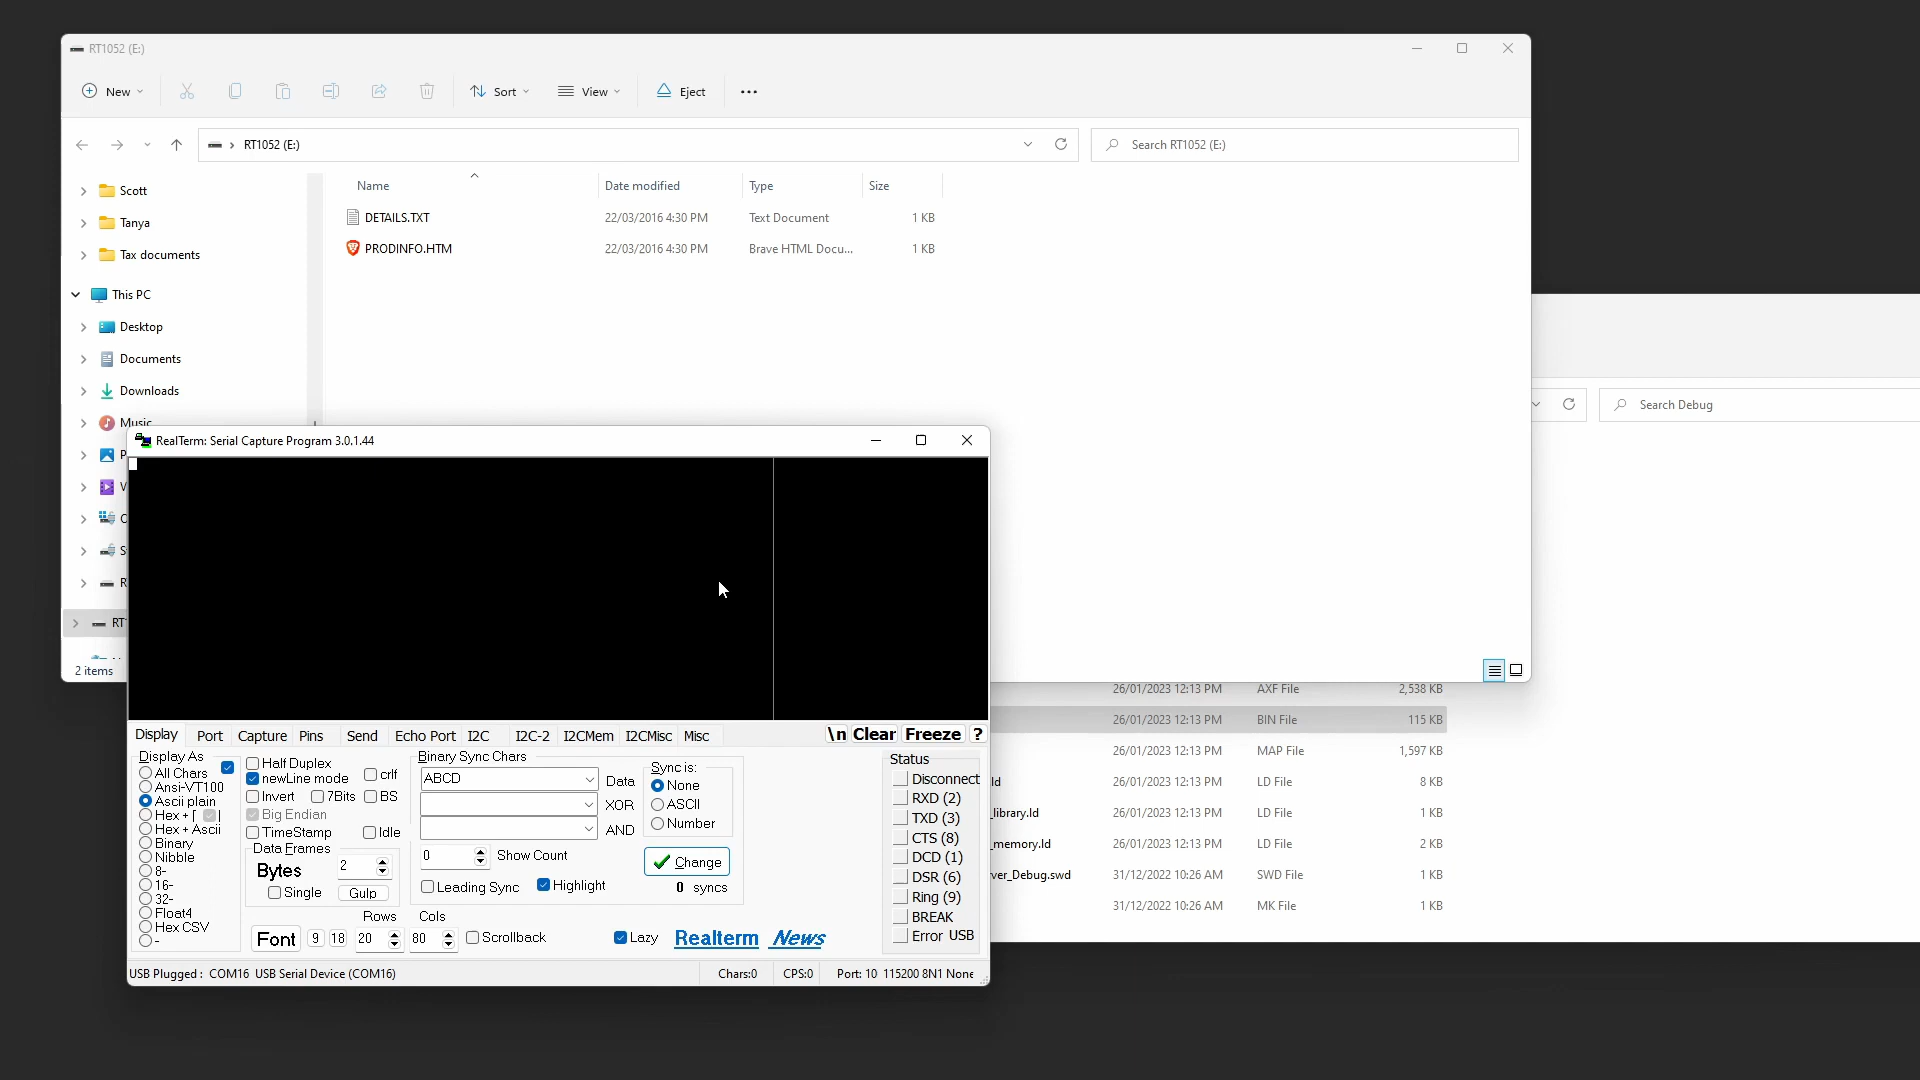 RT1052 (E:)
New
Sort
View
Eject
RT1052 (E:)
Search RT1052 (E:)
Scott
Tanya
Tax documents
This PC
Desktop
Documents
Downloads
Music
RT
2 items
Name
Date modified
Type
Size
DETAILS.TXT 22/03/2016 4:30 PM Text Document 1 KB
PRODINFO.HTM 22/03/2016 4:30 PM Brave HTML Docu... 1 KB
Search Debug
26/01/2023 12:13 PM AXF File 2,538 KB
26/01/2023 12:13 PM BIN File 115 KB
26/01/2023 12:13 PM MAP File 1,597 KB
ld 26/01/2023 12:13 PM LD File 8 KB
_library.ld 26/01/2023 12:13 PM LD File 1 KB
_memory.ld 26/01/2023 12:13 PM LD File 2 KB
ver_Debug.swd 31/12/2022 10:26 AM SWD File 1 KB
31/12/2022 10:26 AM MK File 1 KB
RealTerm: Serial Capture Program 3.0.1.44
Display Port Capture Pins Send Echo Port I2C I2C-2 I2CMem I2CMisc Misc \n Clear Freeze ?
Display As
All Chars
Ansi-VT100
Ascii plain
Hex + [ ]
Hex + Ascii
Binary
Nibble
8-
16-
32-
Float4
Hex CSV
-
Half Duplex
newLine mode crlf
Invert 7Bits BS
Big Endian
TimeStamp Idle
Data Frames
Bytes 2
Single Gulp
Rows Cols
Font 9 18 20 80 Scrollback
Binary Sync Chars
ABCD Data
XOR
AND
0 Show Count
Leading Sync Highlight
Sync is:
None
ASCII
Number
Change
0 syncs
Lazy Realterm News
Status
Disconnect
RXD (2)
TXD (3)
CTS (8)
DCD (1)
DSR (6)
Ring (9)
BREAK
Error USB
USB Plugged : COM16 USB Serial Device (COM16)
Chars:0 CPS:0 Port: 10 115200 8N1 None